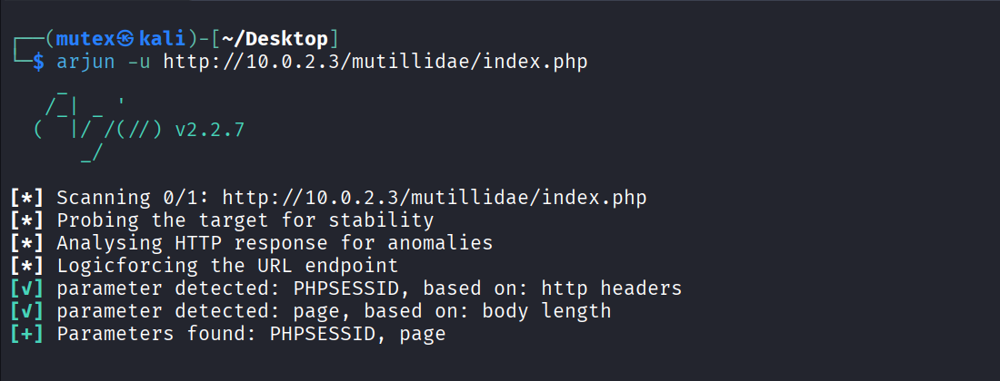 ┌──(mutex㉿kali)-[~/Desktop]
└─$ arjun -u http://10.0.2.3/mutillidae/index.php
    _
   /_| _ '
  (  |/ /(//) v2.2.7
      _/
[*] Scanning 0/1: http://10.0.2.3/mutillidae/index.php
[*] Probing the target for stability
[*] Analysing HTTP response for anomalies
[*] Logicforcing the URL endpoint
[√] parameter detected: PHPSESSID, based on: http headers
[√] parameter detected: page, based on: body length
[+] Parameters found: PHPSESSID, page